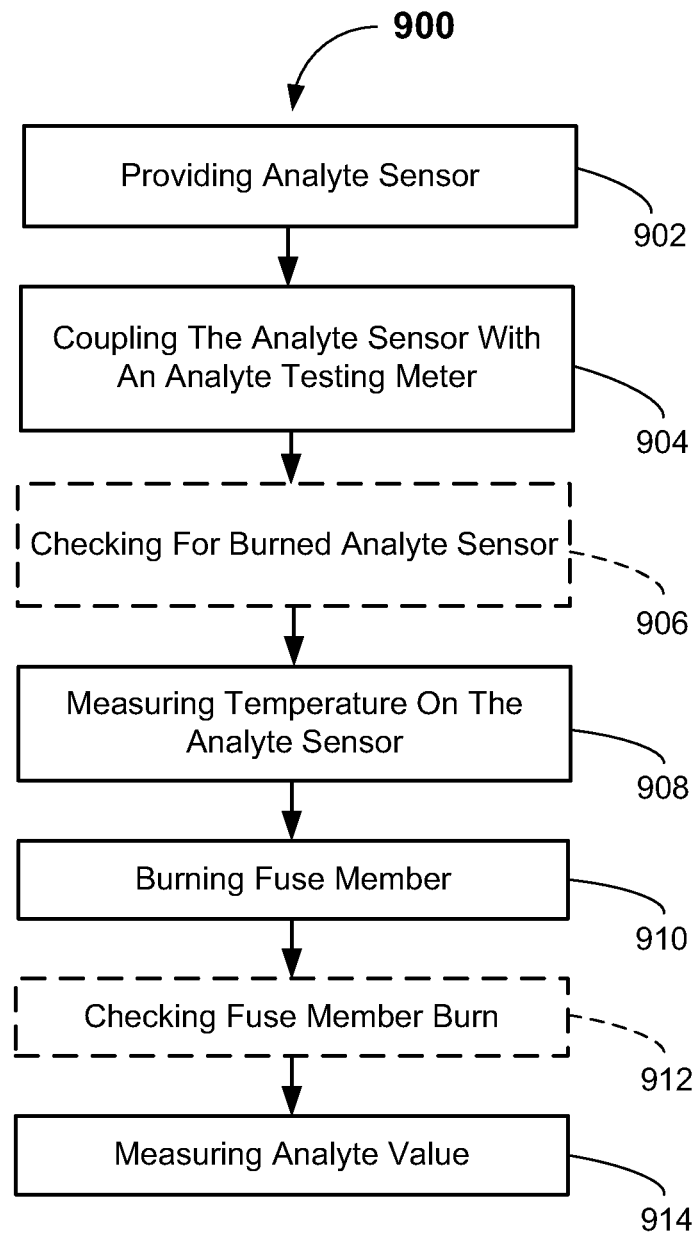 900
Providing Analyte Sensor
902
Coupling The Analyte Sensor With
An Analyte Testing Meter
904
Checking For Burned Analyte Sensor
906
Measuring Temperature On The
Analyte Sensor
908
Burning Fuse Member
910
Checking Fuse Member Burn
912
Measuring Analyte Value
914